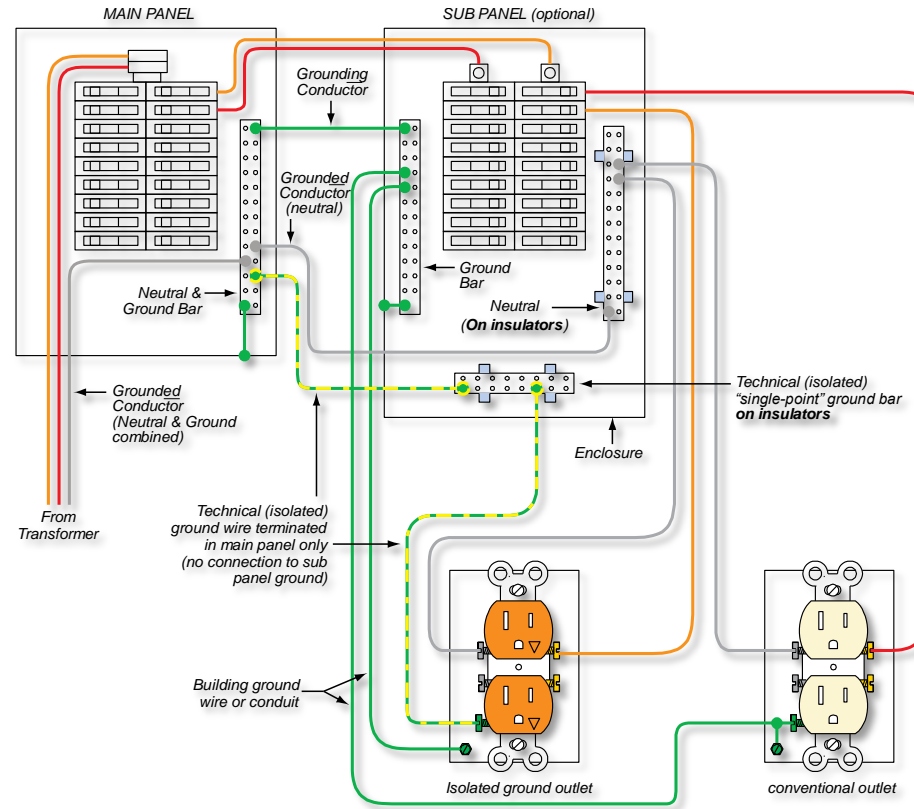 MAIN PANEL
SUB PANEL (optional)
Grounding
Conductor
Grounded
Conductor
(neutral)
Ground
Bar
Neutral &
Ground Bar
Neutral
(On insulators)
Grounded
Conductor
(Neutral & Ground
combined)
Technical (isolated)
“single-point” ground bar
on insulators
Enclosure
From
Transformer
Technical (isolated)
ground wire terminated
in main panel only
(no connection to sub
panel ground)
Building ground
wire or conduit
Isolated ground outlet
conventional outlet